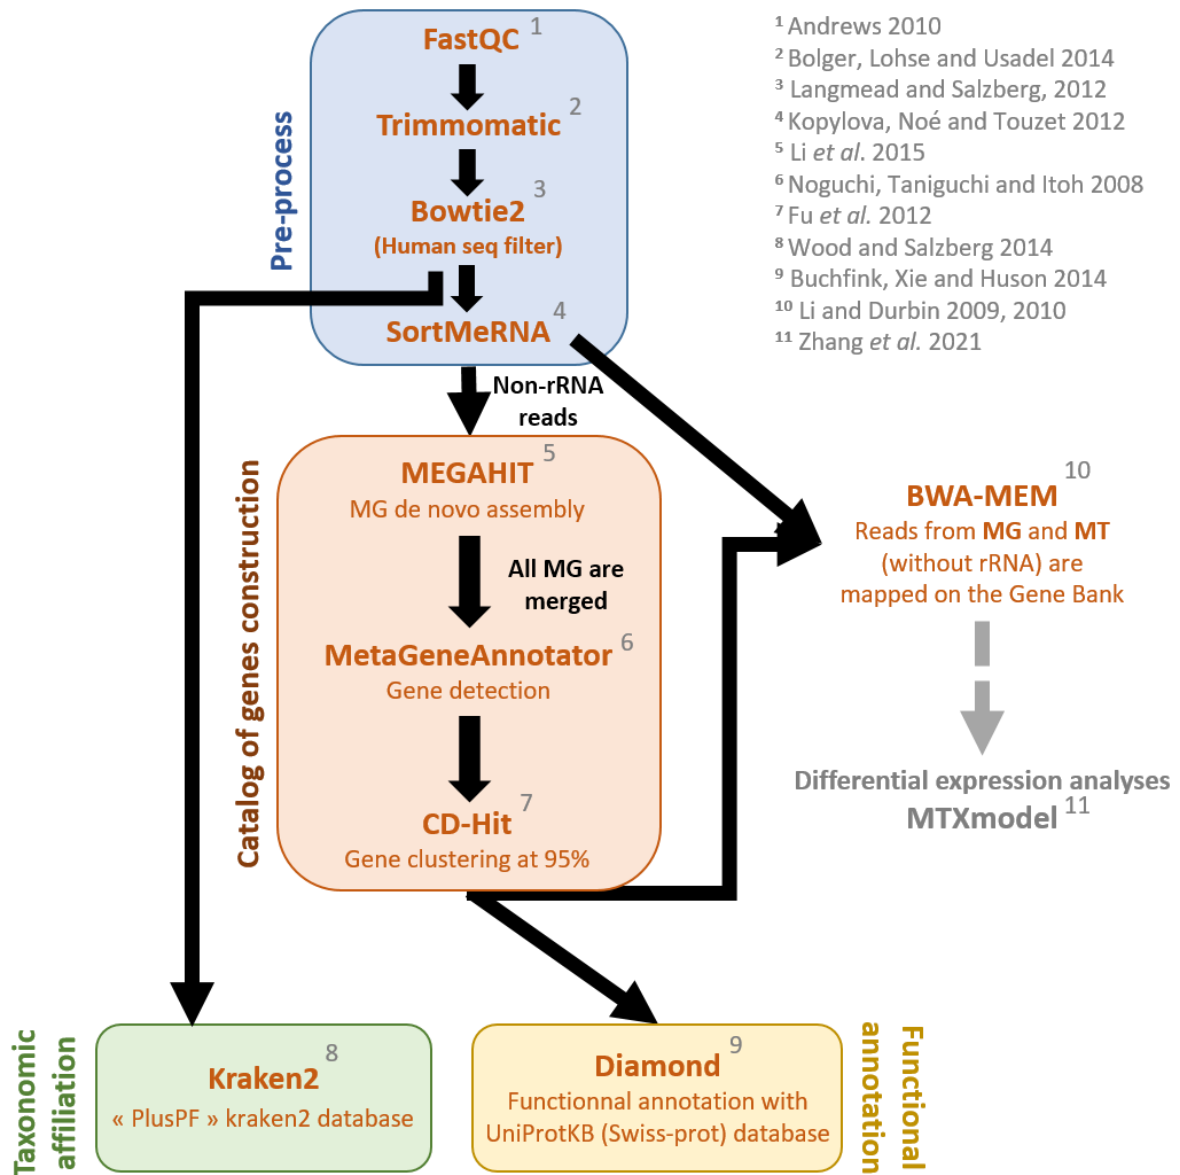 FastQC 1
Trimmomatic 2
Bowtie2 3
(Human seq filter)
SortMeRNA 4
Pre-process
1 Andrews 2010
2 Bolger, Lohse and Usadel 2014
3 Langmead and Salzberg, 2012
4 Kopylova, Noé and Touzet 2012
5 Li et al. 2015
6 Noguchi, Taniguchi and Itoh 2008
7 Fu et al. 2012
8 Wood and Salzberg 2014
9 Buchfink, Xie and Huson 2014
10 Li and Durbin 2009, 2010
11 Zhang et al. 2021
Non-rRNA
reads
Catalog of genes construction
MEGAHIT 5
MG de novo assembly
All MG are
merged
MetaGeneAnnotator 6
Gene detection
CD-Hit 7
Gene clustering at 95%
BWA-MEM 10
Reads from MG and MT
(without rRNA) are
mapped on the Gene Bank
Differential expression analyses
MTXmodel 11
Taxonomic
affiliation
Kraken2 8
« PlusPF » kraken2 database
Diamond 9
Functionnal annotation with
UniProtKB (Swiss-prot) database
Functional
annotation